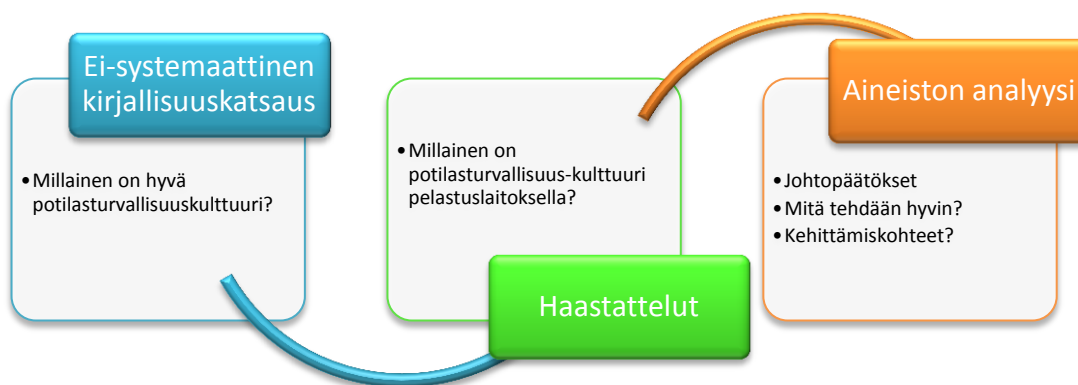 Ei-systemaattinen
kirjallisuuskatsaus
•Millainen on hyvä
potilasturvallisuuskulttuuri?
•Millainen on
potilasturvallisuus-kulttuuri
pelastuslaitoksella?
Haastattelut
Aineiston analyysi
•Johtopäätökset
•Mitä tehdään hyvin?
•Kehittämiskohteet?